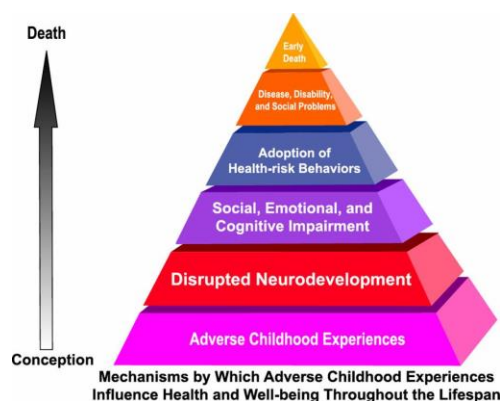 Death
Early
Death
Disease, Disability,
and Social Problems
Adoption of
Health-risk Behaviors
Social, Emotional, and
Cognitive Impairment
Disrupted Neurodevelopment
Adverse Childhood Experiences
Conception
Mechanisms by Which Adverse Childhood Experiences
Influence Health and Well-being Throughout the Lifespan